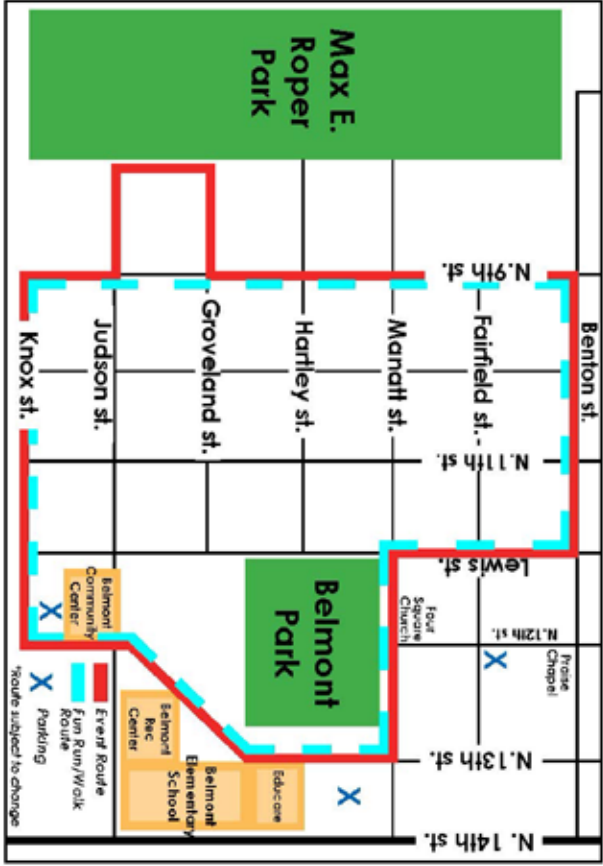 Max E.
Roper
Park
N.9th st.
Benton st.
Fairfield st.
Manatt st.
Hartley st.
Groveland st.
Judson st.
Knox st.
N.11th st.
Lewis st.
Belmont
Park
Four
Square
Church
N.12th st.
Praise
Chapel
Belmont
Community
Center
N.13th st.
Belmont
Rec
Center
Belmont
Elementary
School
Educare
N. 14th st.
Event Route
Fun Run/Walk
Route
X Parking
*Route subject to change